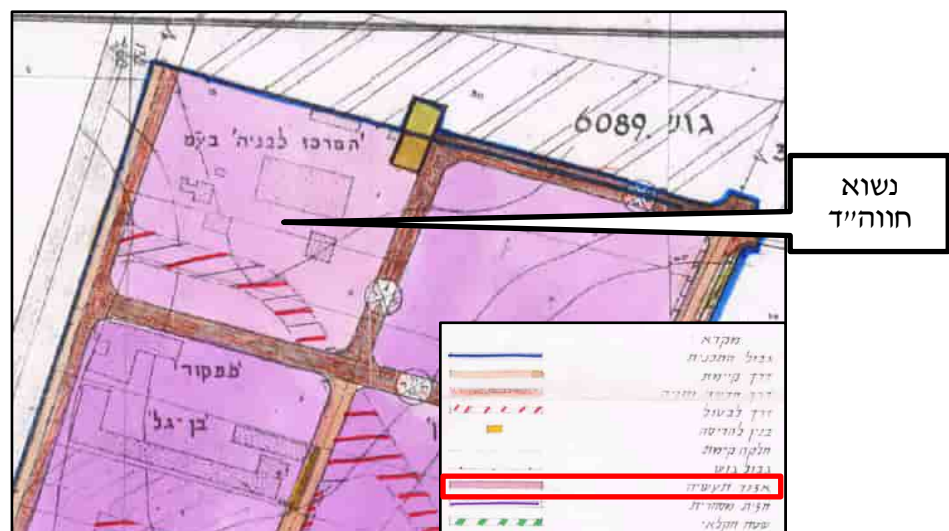 גוש 6089
'המרכז לבניה' בע"מ
נשוא
חווה״ד
'מפקור'
'בן-גל'
מקרא
גבול התכנית
דרך קיימת
דרך לבטול
בנין להריסה
חלקה קיימת
גבול גוש
אזור תעשיה
חזית מסחרית
שטח חקלאי